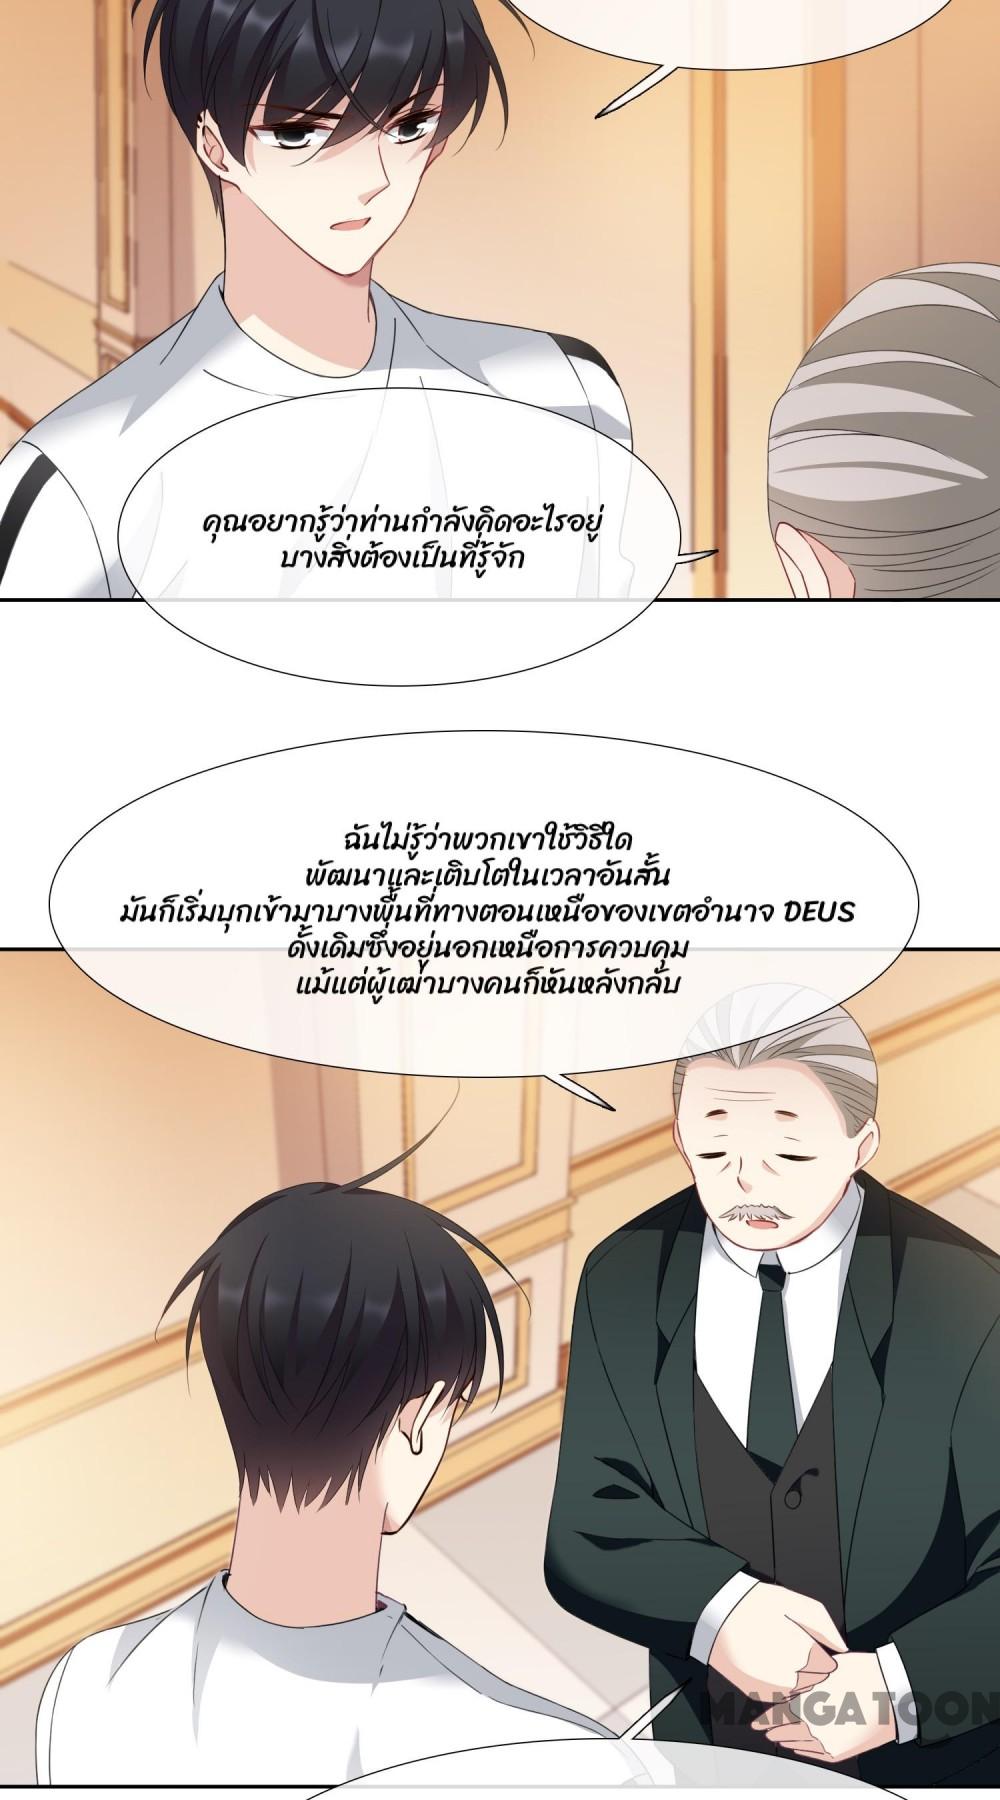 คุณอยากรู้ว่าท่านกำลังคิดอะไรอยู่
บางสิ่งต้องเป็นที่รู้จัก
ฉันไม่รู้ว่าพวกเขาใช้วิธีใด
พัฒนาและเติบโตในเวลาอันสั้น
มันก็เริ่มบุกเข้ามาบางพื้นที่ทางตอนเหนือของเขตอำนาจ DEUS
ดั้งเดิมซึ่งอยู่นอกเหนือการควบคุม
แม้แต่ผู้เฒ่าบางคนก็หันหลังกลับ
MANGATOON